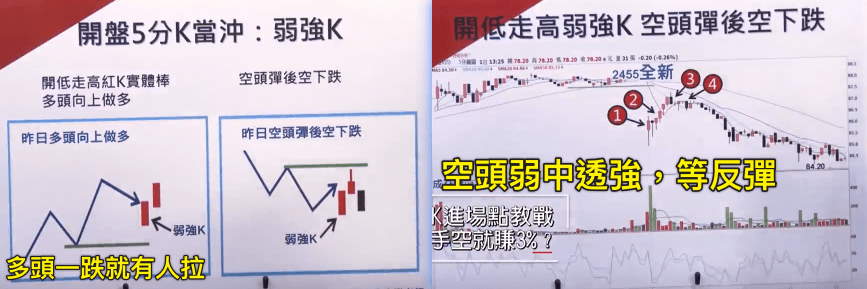 開盤5分K當沖：弱強K
開低走高紅K實體棒
多頭向上做多
空頭彈後空下跌
昨日多頭向上做多
弱強K
昨日空頭彈後空下跌
弱強K
多頭一跌就有人拉
開低走高弱強K 空頭彈後空下跌
2455全新
1
2
3
4
84.20
空頭弱中透強，等反彈
K進場點教戰
手空就賺3%？